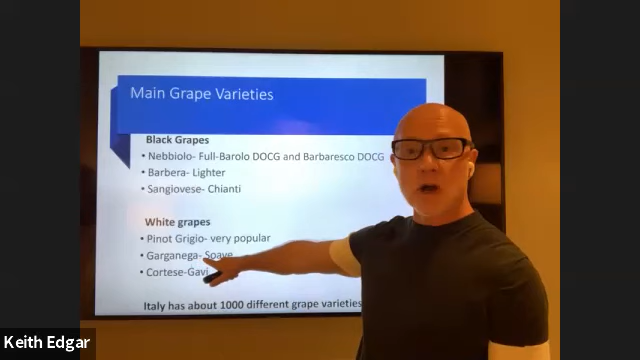 Main Grape Varieties
Black Grapes
• Nebbiolo- Full-Barolo DOCG and Barbaresco DOCG
• Barbera- Lighter
• Sangiovese- Chianti
White grapes
• Pinot Grigio- very popular
• Garganega- Soave
• Cortese-Gavi
Italy has about 1000 different grape varieties
Keith Edgar